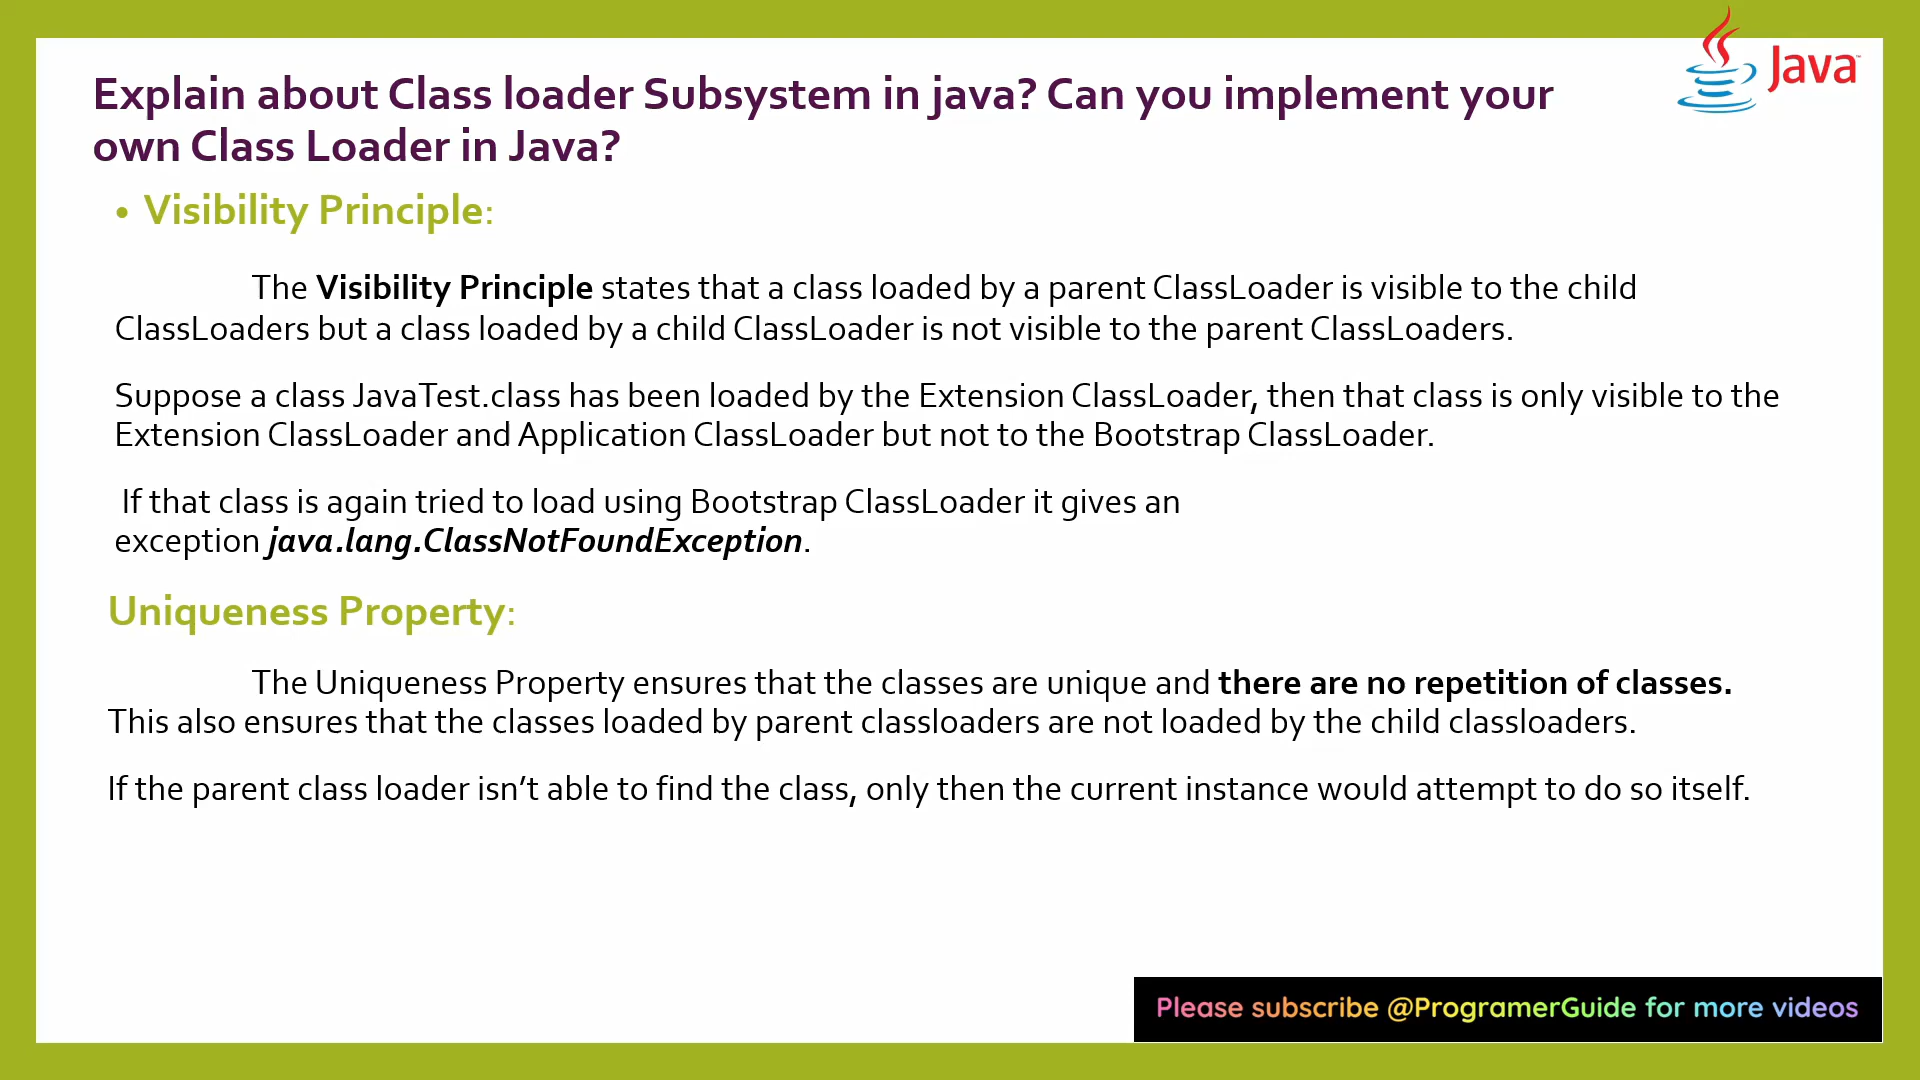 Java™
Explain about Class loader Subsystem in java? Can you implement your
own Class Loader in Java?
• Visibility Principle:
The Visibility Principle states that a class loaded by a parent ClassLoader is visible to the child
ClassLoaders but a class loaded by a child ClassLoader is not visible to the parent ClassLoaders.
Suppose a class JavaTest.class has been loaded by the Extension ClassLoader, then that class is only visible to the
Extension ClassLoader and Application ClassLoader but not to the Bootstrap ClassLoader.
If that class is again tried to load using Bootstrap ClassLoader it gives an
exception java.lang.ClassNotFoundException.
Uniqueness Property:
The Uniqueness Property ensures that the classes are unique and there are no repetition of classes.
This also ensures that the classes loaded by parent classloaders are not loaded by the child classloaders.
If the parent class loader isn’t able to find the class, only then the current instance would attempt to do so itself.
Please subscribe @ProgramerGuide for more videos